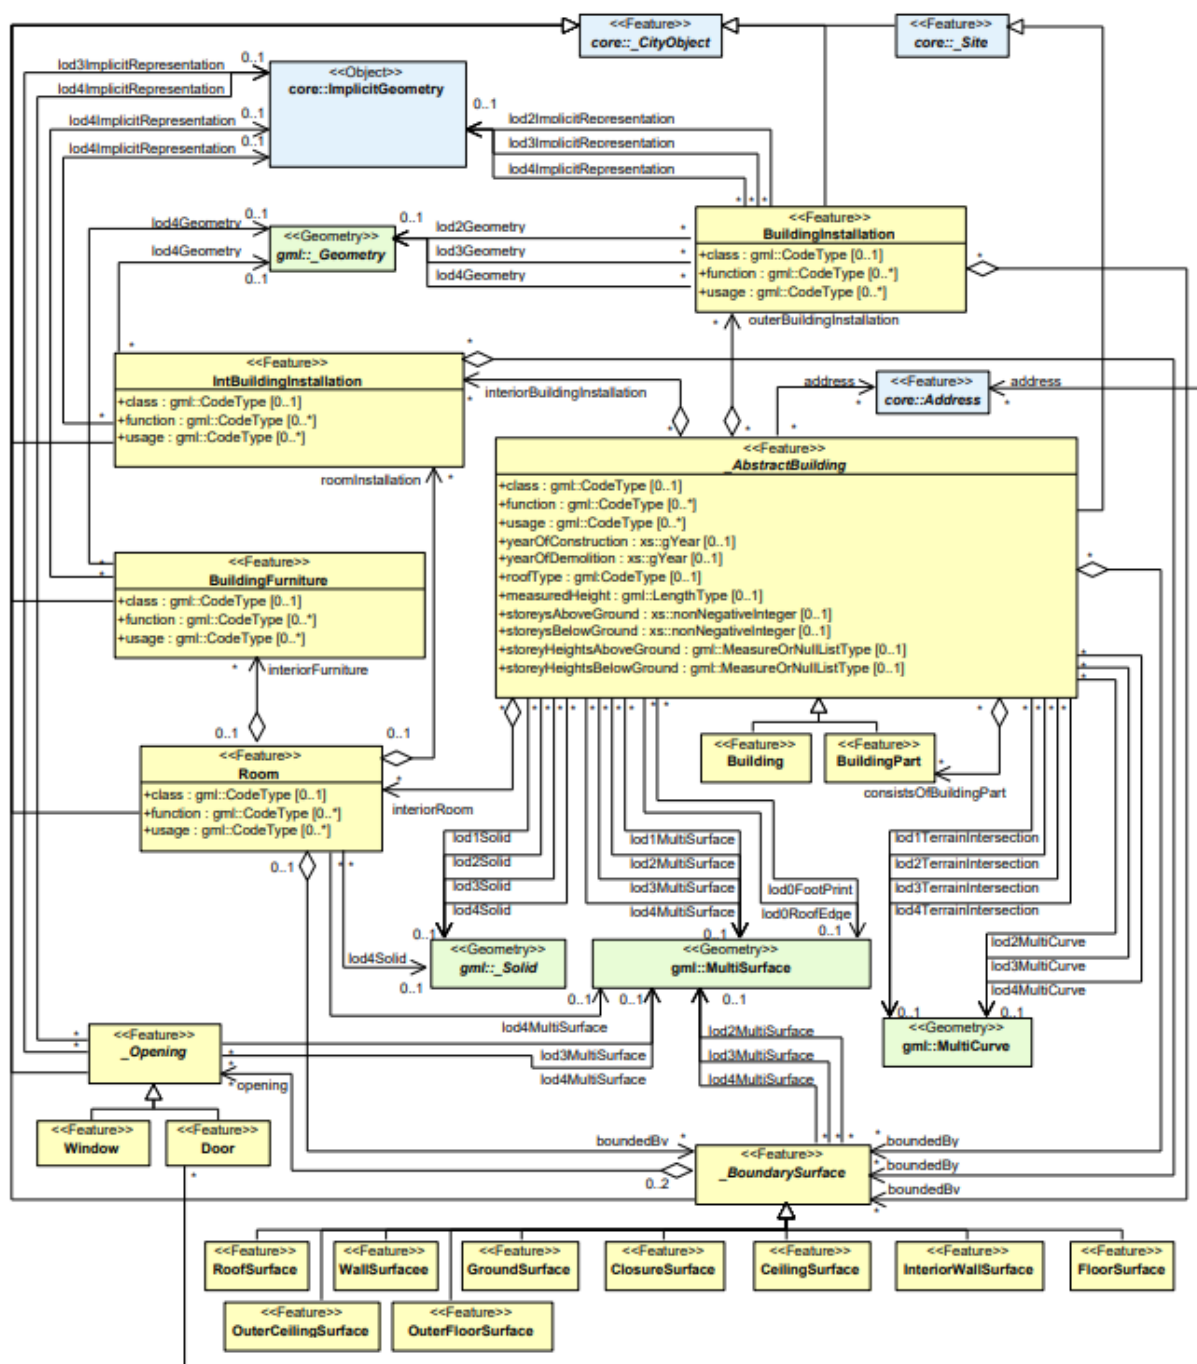 <<Feature>>
core::_CityObject
<<Feature>>
core::_Site
lod3ImplicitRepresentation
0..1
lod4ImplicitRepresentation
<<Object>>
core::ImplicitGeometry
0..1
lod4ImplicitRepresentation
0..1
lod4ImplicitRepresentation
0..1
lod2ImplicitRepresentation
lod3ImplicitRepresentation
lod4ImplicitRepresentation
* * *
lod4Geometry
0..1
lod4Geometry
0..1
<<Geometry>>
gml::_Geometry
0..1
lod2Geometry
*
lod3Geometry
*
lod4Geometry
*
<<Feature>>
BuildingInstallation
+class : gml::CodeType [0..1]
+function : gml::CodeType [0..*]
+usage : gml::CodeType [0..*]
*
* outerBuildingInstallation
*
*
<<Feature>>
IntBuildingInstallation
+class : gml::CodeType [0..1]
+function : gml::CodeType [0..*]
+usage : gml::CodeType [0..*]
*
interiorBuildingInstallation
*
address
*
<<Feature>>
core::Address
address
*
* * *
roomInstallation
*
<<Feature>>
_AbstractBuilding
+class : gml::CodeType [0..1]
+function : gml::CodeType [0..*]
+usage : gml::CodeType [0..*]
+yearOfConstruction : xs::gYear [0..1]
+yearOfDemolition : xs::gYear [0..1]
+roofType : gml:CodeType [0..1]
+measuredHeight : gml::LengthType [0..1]
+storeysAboveGround : xs::nonNegativeInteger [0..1]
+storeysBelowGround : xs::nonNegativeInteger [0..1]
+storeyHeightsAboveGround : gml::MeasureOrNullListType [0..1]
+storeyHeightsBelowGround : gml::MeasureOrNullListType [0..1]
*
*
*
*
*
*
<<Feature>>
BuildingFurniture
+class : gml::CodeType [0..1]
+function : gml::CodeType [0..*]
+usage : gml::CodeType [0..*]
* interiorFurniture
* * * * *
* * * *
* *
*
* * * *
0..1
0..1
<<Feature>>
Room
+class : gml::CodeType [0..1]
+function : gml::CodeType [0..*]
+usage : gml::CodeType [0..*]
*
interiorRoom
<<Feature>>
Building
<<Feature>>
BuildingPart
*
consistsOfBuildingPart
0..1
* *
lod1Solid
lod2Solid
lod3Solid
lod4Solid
0..1
lod1MultiSurface
lod2MultiSurface
lod3MultiSurface
lod4MultiSurface
0..1
lod0FootPrint
lod0RoofEdge
0..1
lod1TerrainIntersection
lod2TerrainIntersection
lod3TerrainIntersection
lod4TerrainIntersection
lod2MultiCurve
lod3MultiCurve
lod4MultiCurve
0..1
0..1
lod4Solid
0..1
<<Geometry>>
gml::_Solid
<<Geometry>>
gml::MultiSurface
0..1
0..1
0..1
<<Geometry>>
gml::MultiCurve
lod4MultiSurface
lod3MultiSurface
lod4MultiSurface
lod2MultiSurface
lod3MultiSurface
lod4MultiSurface
* * *
*
*
<<Feature>>
_Opening
*
*
* opening
<<Feature>>
Window
<<Feature>>
Door
*
boundedBv
*
0..2
<<Feature>>
_BoundarySurface
*
boundedBy
*
boundedBy
boundedBv
*
<<Feature>>
RoofSurface
<<Feature>>
WallSurfacee
<<Feature>>
GroundSurface
<<Feature>>
ClosureSurface
<<Feature>>
CeilingSurface
<<Feature>>
InteriorWallSurface
<<Feature>>
FloorSurface
<<Feature>>
OuterCeilingSurface
<<Feature>>
OuterFloorSurface